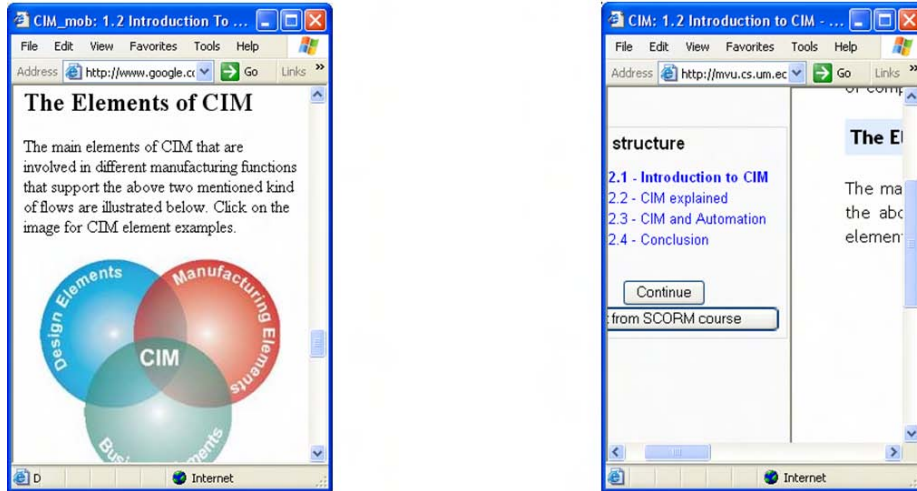 CIM_mob: 1.2 Introduction To ...
File Edit View Favorites Tools Help
Address http://www.google.co Go Links »
The Elements of CIM
The main elements of CIM that are
involved in different manufacturing functions
that support the above two mentioned kind
of flows are illustrated below. Click on the
image for CIM element examples.
Design Elements
Manufacturing Elements
CIM
D
Internet
CIM: 1.2 Introduction to CIM - ...
File Edit View Favorites Tools Help
Address http://mvu.cs.um.ec Go Links »
structure
2.1 - Introduction to CIM
2.2 - CIM explained
2.3 - CIM and Automation
2.4 - Conclusion
Continue
from SCORM course
The El
The ma
the abo
element
Internet